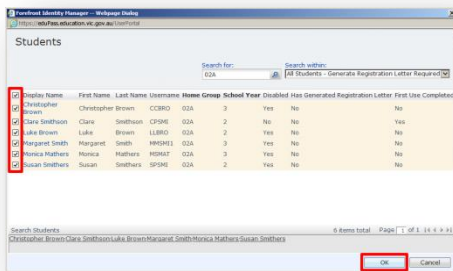 Forefront Identity Manager -- Webpage Dialog
https://edupass.education.vic.gov.au/UserPortal
Students
Search for: Search within:
02A All Students - Generate Registration Letter Required
Display Name First Name Last Name Username Home Group School Year Disabled Has Generated Registration Letter First Use Completed
Christopher Brown Christopher Brown CCBRO 02A 3 Yes No No
Clare Smithson Clare Smithson CPSMI 02A 2 No No Yes
Luke Brown Luke Brown LLBRO 02A 2 Yes No No
Margaret Smith Margaret Smith MMSMI1 02A 3 Yes No No
Monica Mathers Monica Mathers MSMAT 02A 3 Yes No No
Susan Smithers Susan Smithers SPSMI 02A 2 Yes No No
Search Students 6 items total Page 1 of 1
Christopher Brown Clare Smithson Luke Brown Margaret Smith Monica Mathers Susan Smithers
OK Cancel